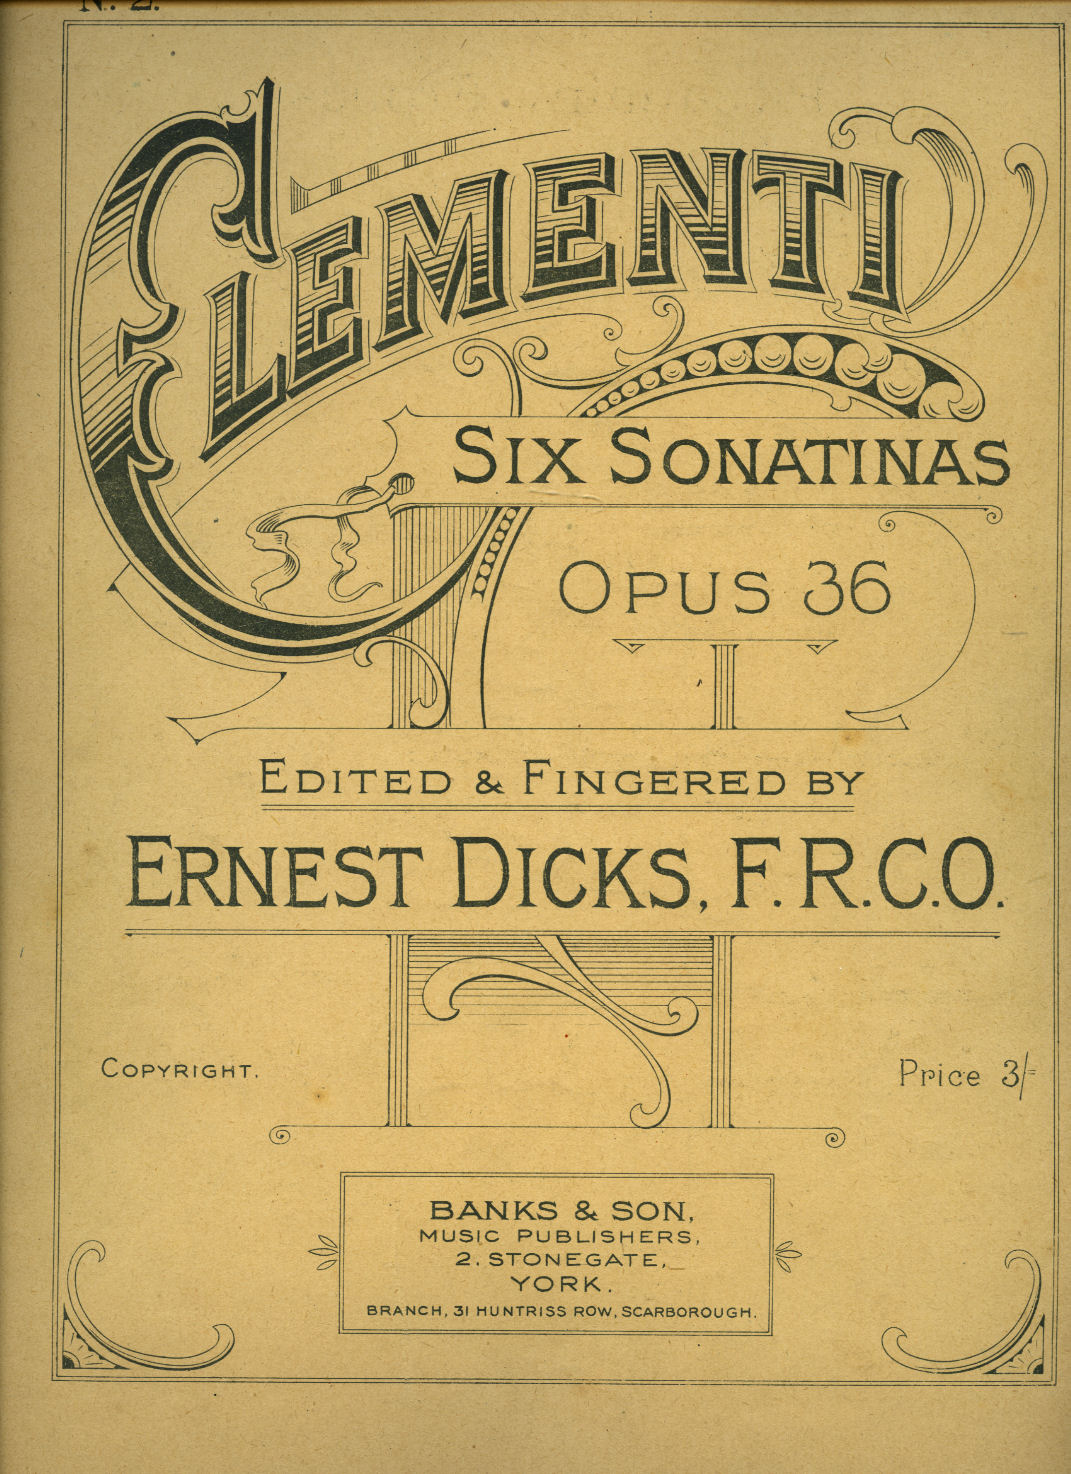 N. 2.
CLEMENTI
SIX SONATINAS
OPUS 36
EDITED & FINGERED BY
ERNEST DICKS, F.R.C.O.
COPYRIGHT.
Price 3/=
BANKS & SON,
MUSIC PUBLISHERS,
2. STONEGATE,
YORK.
BRANCH, 31 HUNTRISS ROW, SCARBOROUGH.